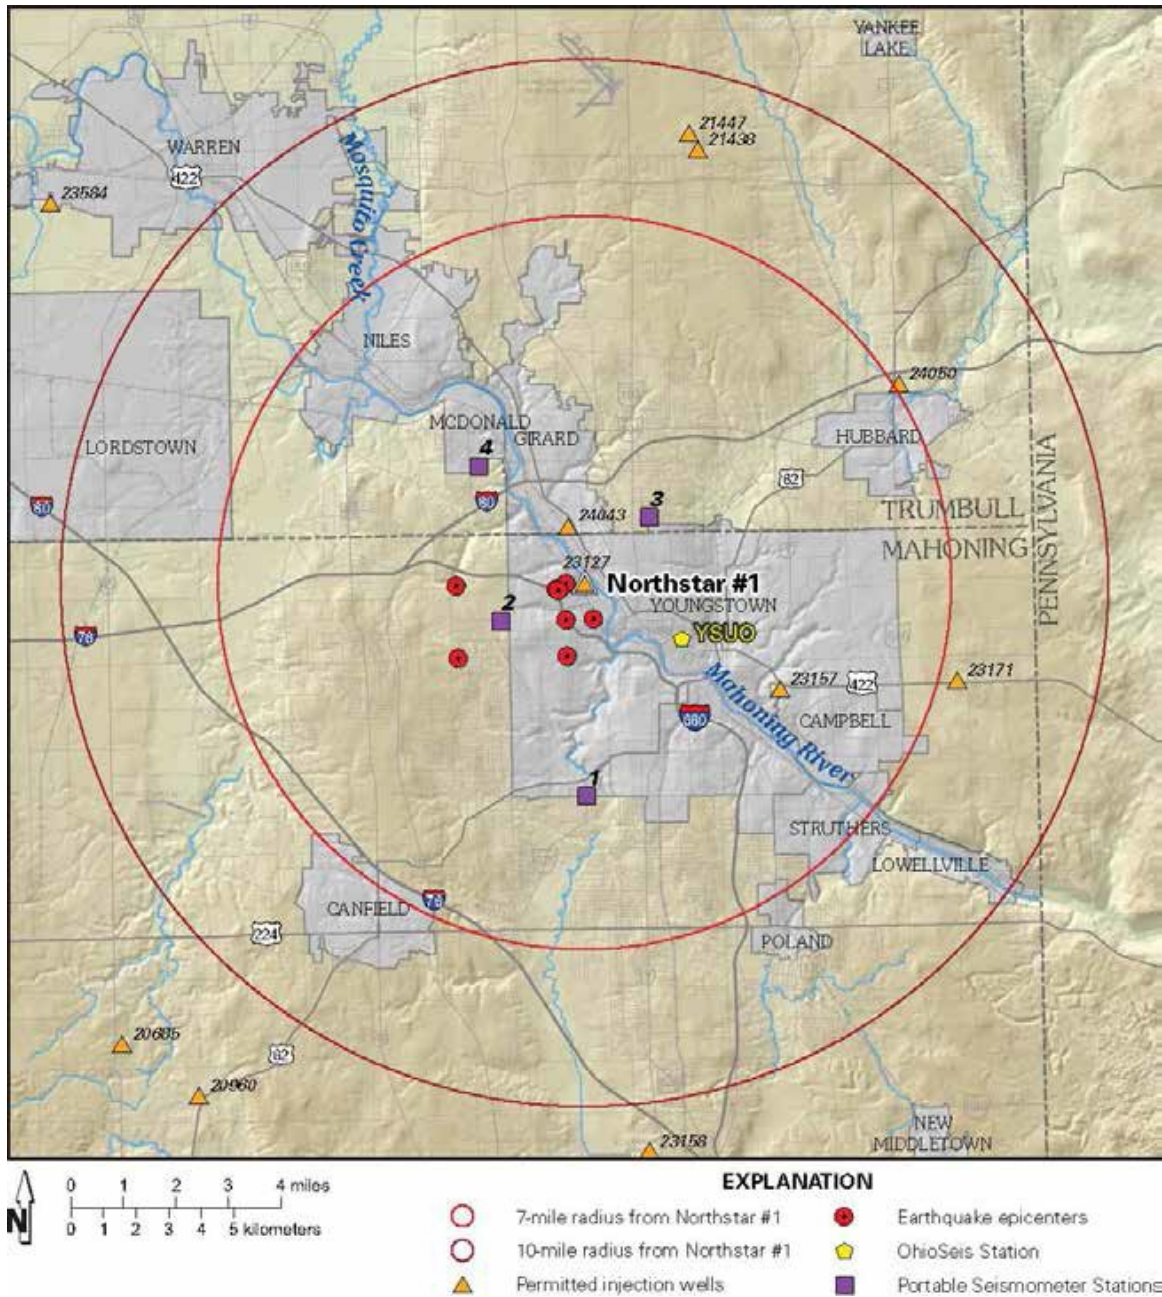 YANKEE
LAKE
21447
21438
WARREN
422
Mosquito Creek
23584
NILES
24050
MCDONALD
GIRARD
HUBBARD
LORDSTOWN
4
PENNSYLVANIA
62
80
80
3
TRUMBULL
24043
MAHONING
23127
Northstar #1
2
YOUNGSTOWN
76
YSUO
23157
422
23171
Mahoning River
680
CAMPBELL
1
STRUTHERS
LOWELLVILLE
CANFIELD
76
224
POLAND
20685
62
20960
NEW
MIDDLETOWN
23158
N
0 1 2 3 4 miles
0 1 2 3 4 5 kilometers
EXPLANATION
7-mile radius from Northstar #1
Earthquake epicenters
10-mile radius from Northstar #1
OhioSeis Station
Permitted injection wells
Portable Seismometer Stations